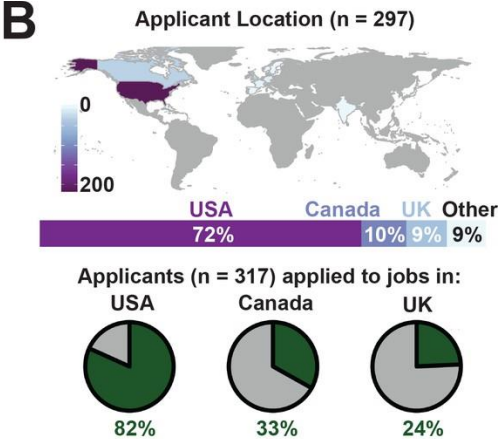 B
Applicant Location (n = 297)
0
200
USA Canada UK Other
72% 10% 9% 9%
Applicants (n = 317) applied to jobs in:
USA Canada UK
82% 33% 24%